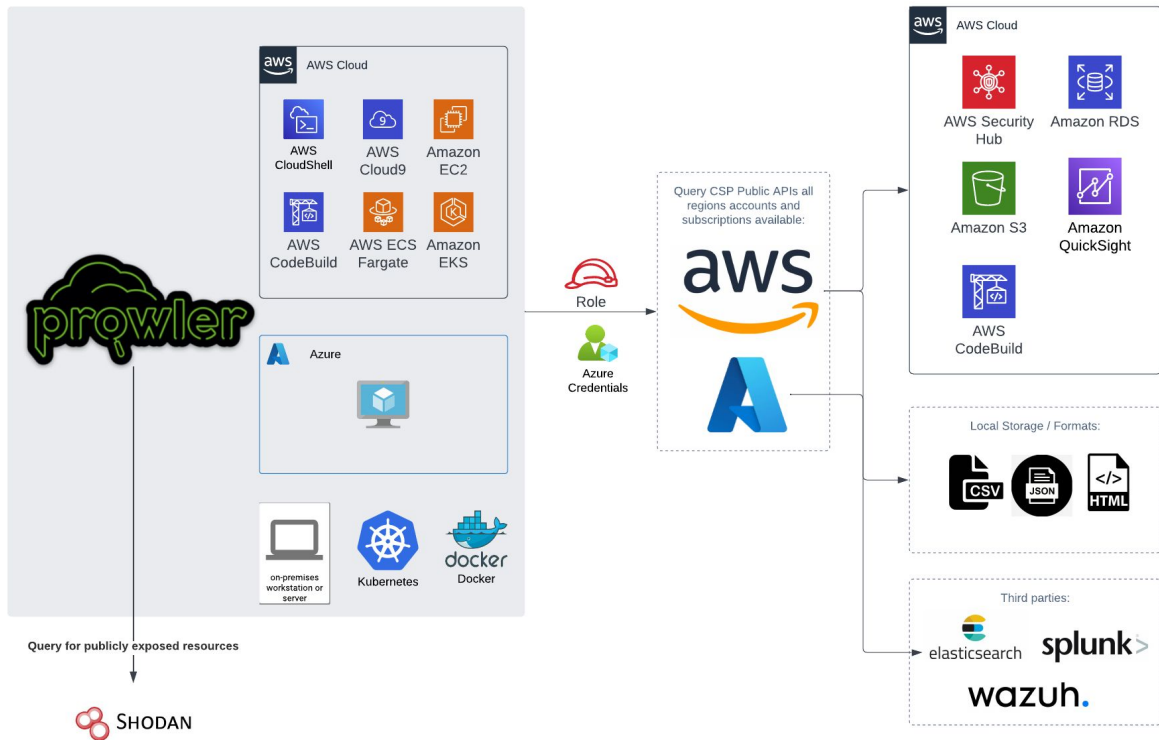 prowler
Query for publicly exposed resources
SHODAN
aws
AWS Cloud
AWS
CloudShell
9
AWS
Cloud9
Amazon
EC2
AWS
CodeBuild
AWS ECS
Fargate
K
Amazon
EKS
Azure
on-premises
workstation or
server
Kubernetes
docker
Docker
Role
Azure
Credentials
Query CSP Public APIs all
regions accounts and
subscriptions available:
aws
aws
AWS Cloud
AWS Security
Hub
Amazon RDS
Amazon S3
Amazon
QuickSight
AWS
CodeBuild
Local Storage / Formats:
CSV
JSON
</>
HTML
Third parties:
elasticsearch
splunk>
wazuh.